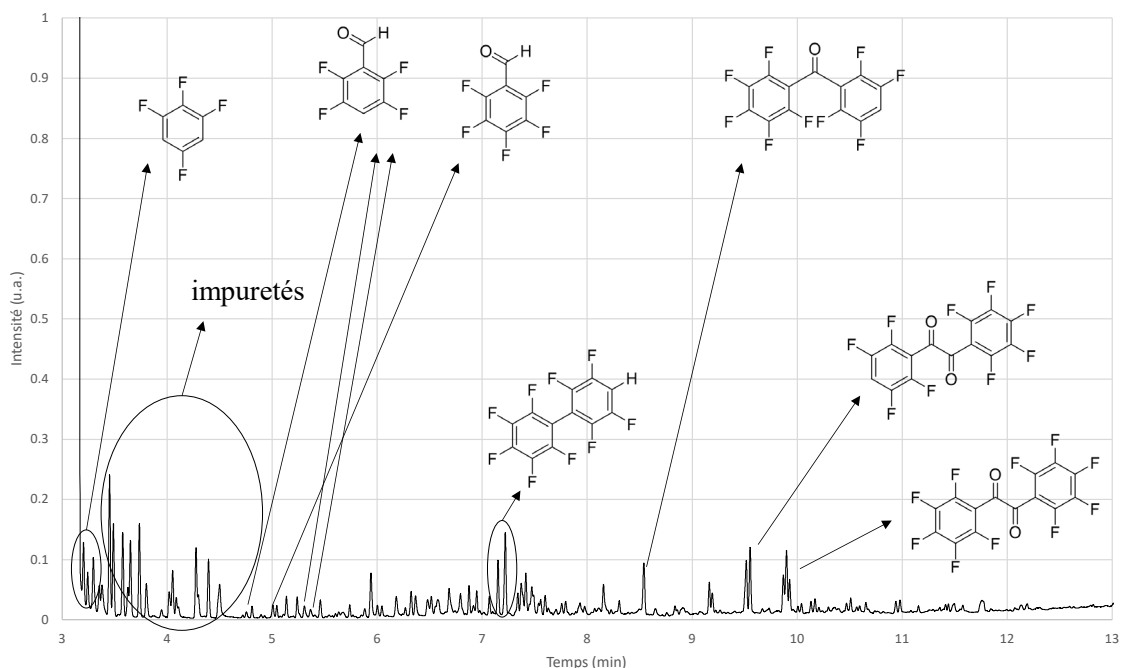 1
0.9
0.8
0.7
0.6
0.5
0.4
0.3
0.2
0.1
0
Intensité (u.a.)
F
F F
F
impuretés
O H
F F
F F
O H
F F
F F
F
O
F F
F F
F F F
F F
F
F H
F
F F
F
F F
F
F
O F F
F F
F O F
F F
F
F
O F F
F F
F O F
F F
F
3 4 5 6 7 8 9 10 11 12 13
Temps (min)